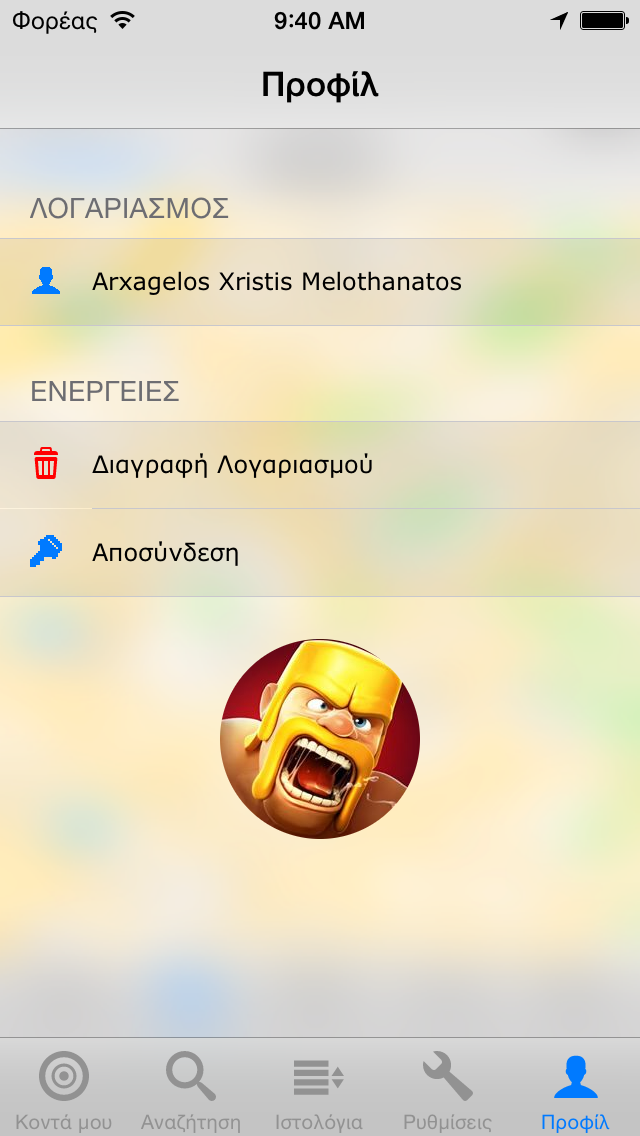 Φορέας 9:40 AM
Προφίλ
ΛΟΓΑΡΙΑΣΜΟΣ
Arxagelos Xristis Melothanatos
ΕΝΕΡΓΕΙΕΣ
Διαγραφή Λογαριασμού
Αποσύνδεση
Κοντά μου Αναζήτηση Ιστολόγια Ρυθμίσεις Προφίλ